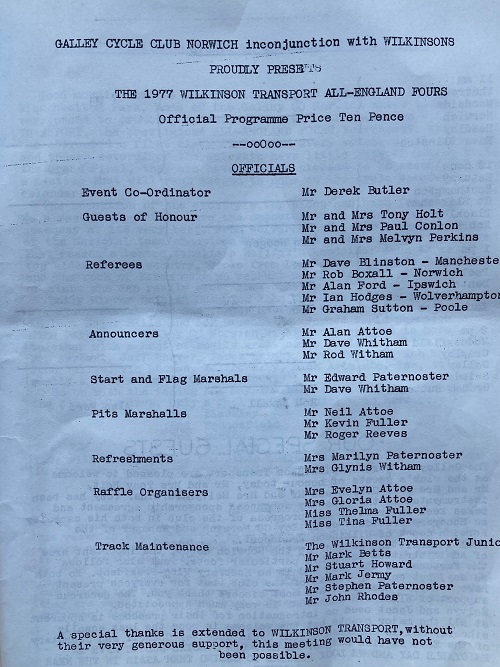 GALLEY CYCLE CLUB NORWICH inconjunction with WILKINSONS
PROUDLY PRESETS
THE 1977 WILKINSON TRANSPORT ALL-ENGLAND FOURS
Official Programme Price Ten Pence
--ooOoo--
OFFICIALS
Event Co-Ordinator Mr Derek Butler
Guests of Honour Mr and Mrs Tony Holt
Mr and Mrs Paul Conlon
Mr and Mrs Melvyn Perkins
Referees Mr Dave Blinston - Mancheste
Mr Rob Boxall - Norwich
Mr Alan Ford - Ipswich
Mr Ian Hodges - Wolverhampton
Mr Graham Sutton - Poole
Announcers Mr Alan Attoe
Mr Dave Whitham
Mr Rod Witham
Start and Flag Marshals Mr Edward Paternoster
Mr Dave Whitham
Pits Marshalls Mr Neil Attoe
Mr Kevin Fuller
Mr Roger Reeves
Refreshments Mrs Marilyn Paternoster
Mrs Glynis Witham
Raffle Organisers Mrs Evelyn Attoe
Mrs Gloria Attoe
Miss Thelma Fuller
Miss Tina Fuller
Track Maintenance The Wilkinson Transport Junio
Mr Mark Betts
Mr Stuart Howard
Mr Mark Jermy
Mr Stephen Paternoster
Mr John Rhodes
A special thanks is extended to WILKINSON TRANSPORT, without
their very generous support, this meeting would have not
been possible.